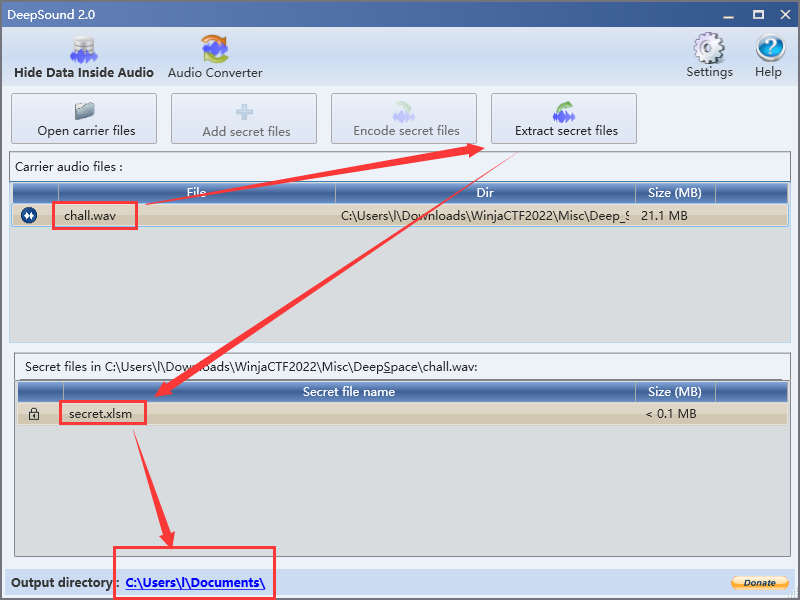 DeepSound 2.0
Hide Data Inside Audio
Audio Converter
Settings
Help
Open carrier files
Add secret files
Encode secret files
Extract secret files
Carrier audio files :
File
Dir
Size (MB)
chall.wav
C:\Users\l\Downloads\WinjaCTF2022\Misc\Deep_S
21.1 MB
Secret files in C:\Users\l\Downloads\WinjaCTF2022\Misc\DeepSpace\chall.wav:
Secret file name
Size (MB)
secret.xlsm
< 0.1 MB
Output directory: C:\Users\l\Documents\
Donate